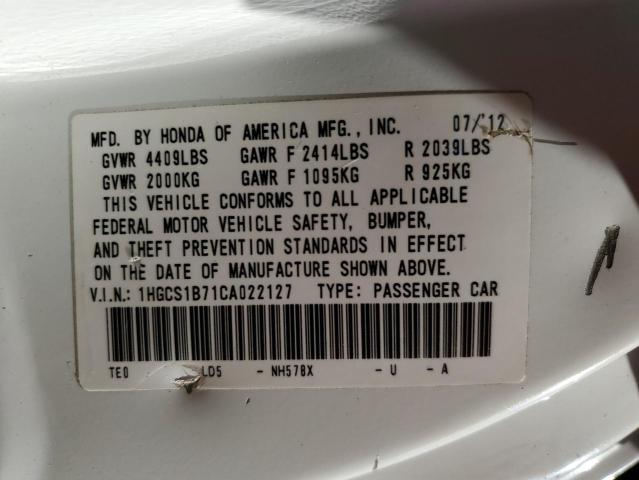 MFD. BY HONDA OF AMERICA MFG., INC. 07/12
GVWR 4409LBS GAWR F 2414LBS R 2039LBS
GVWR 2000KG GAWR F 1095KG R 925KG
THIS VEHICLE CONFORMS TO ALL APPLICABLE
FEDERAL MOTOR VEHICLE SAFETY, BUMPER,
AND THEFT PREVENTION STANDARDS IN EFFECT
ON THE DATE OF MANUFACTURE SHOWN ABOVE.
V.I.N.: 1HGCS1B71CA022127 TYPE: PASSENGER CAR
TE0 LD5 - NH578X - U - A